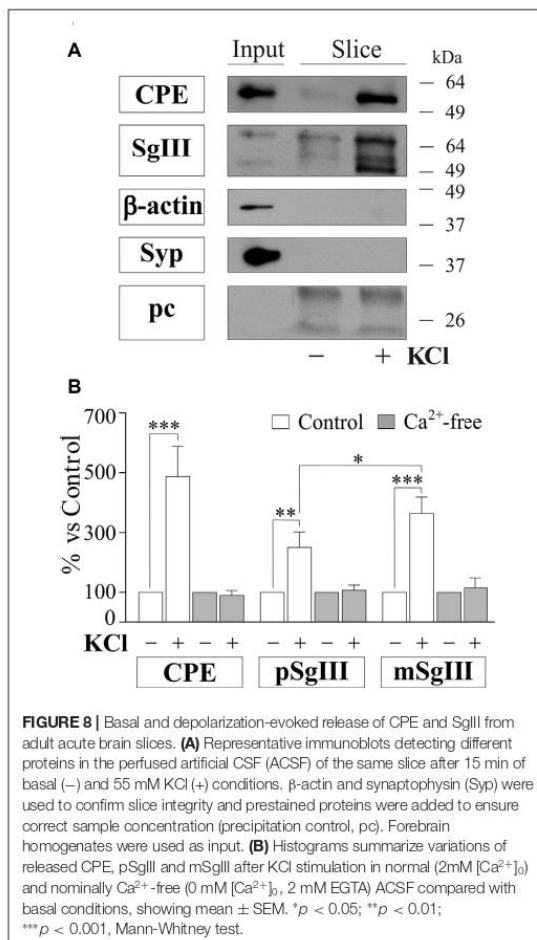 A
Input Slice kDa
CPE
— 64
— 49
SgIII
— 64
— 49
β-actin
— 49
— 37
Syp
— 37
pc
— 26
− + KCl
B
700
500
300
100
0
% vs Control
Control Ca²⁺-free
*** ** * ***
KCl − + − + − + − + − + − +
CPE pSgIII mSgIII
FIGURE 8 | Basal and depolarization-evoked release of CPE and SgIII from
adult acute brain slices. (A) Representative immunoblots detecting different
proteins in the perfused artificial CSF (ACSF) of the same slice after 15 min of
basal (−) and 55 mM KCl (+) conditions. β-actin and synaptophysin (Syp) were
used to confirm slice integrity and prestained proteins were added to ensure
correct sample concentration (precipitation control, pc). Forebrain
homogenates were used as input. (B) Histograms summarize variations of
released CPE, pSgIII and mSgIII after KCl stimulation in normal (2mM [Ca²⁺]₀)
and nominally Ca²⁺-free (0 mM [Ca²⁺]₀, 2 mM EGTA) ACSF compared with
basal conditions, showing mean ± SEM. *p < 0.05; **p < 0.01;
***p < 0.001, Mann-Whitney test.